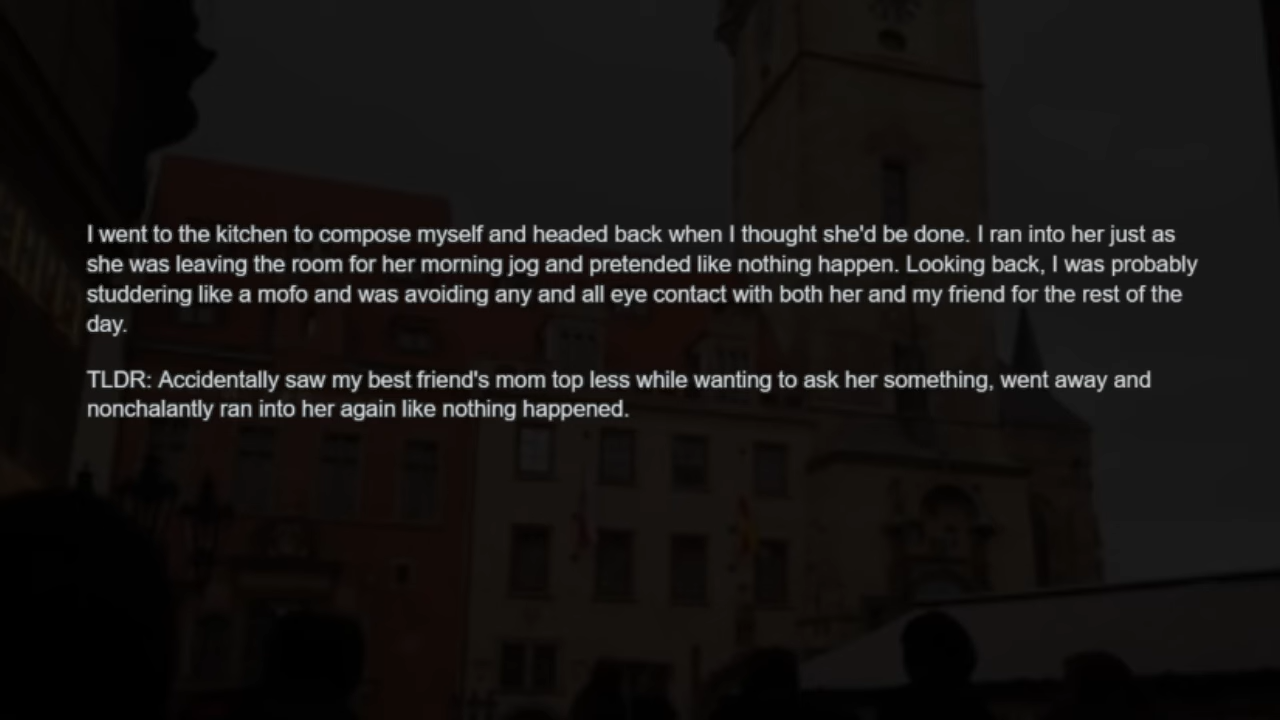 I went to the kitchen to compose myself and headed back when I thought she'd be done. I ran into her just as
she was leaving the room for her morning jog and pretended like nothing happen. Looking back, I was probably
studdering like a mofo and was avoiding any and all eye contact with both her and my friend for the rest of the
day.
TLDR: Accidentally saw my best friend's mom top less while wanting to ask her something, went away and
nonchalantly ran into her again like nothing happened.